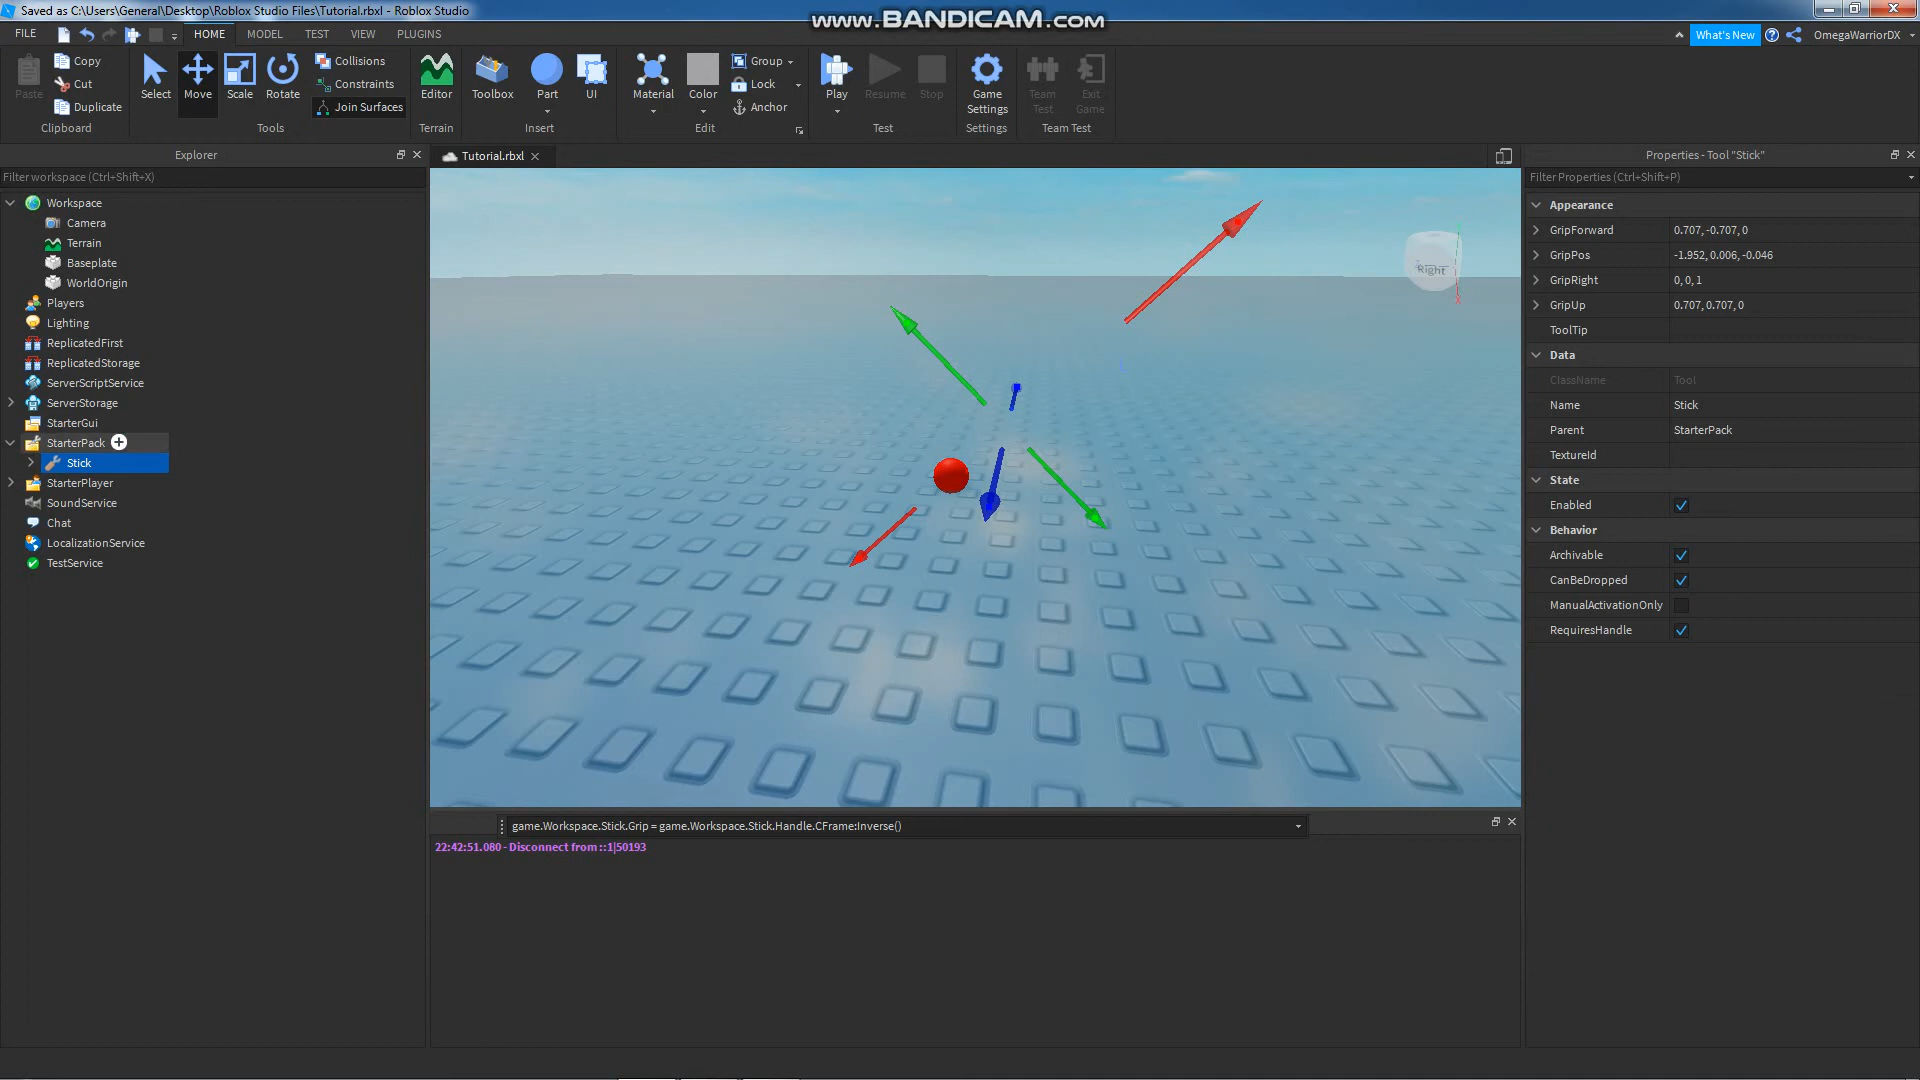 Saved as C:\Users\General\Desktop\Roblox Studio Files\Tutorial.rbxl - Roblox Studio
www.BANDICAM.com
FILE HOME MODEL TEST VIEW PLUGINS What's New OmegaWarriorDX
Paste Copy Cut Duplicate Clipboard
Select Move Scale Rotate Collisions Constraints Join Surfaces Tools
Editor Terrain
Toolbox Part UI Insert
Material Color Group Lock Anchor Edit
Play Resume Stop Test
Game Settings Settings
Team Test Exit Game Team Test
Explorer
Filter workspace (Ctrl+Shift+X)
Workspace
Camera
Terrain
Baseplate
WorldOrigin
Players
Lighting
ReplicatedFirst
ReplicatedStorage
ServerScriptService
ServerStorage
StarterGui
StarterPack
Stick
StarterPlayer
SoundService
Chat
LocalizationService
TestService
Tutorial.rbxl
Right
X
game.Workspace.Stick.Grip = game.Workspace.Stick.Handle.CFrame:Inverse()
22:42:51.080 - Disconnect from ::1|50193
Properties - Tool "Stick"
Filter Properties (Ctrl+Shift+P)
Appearance
GripForward 0.707, -0.707, 0
GripPos -1.952, 0.006, -0.046
GripRight 0, 0, 1
GripUp 0.707, 0.707, 0
ToolTip
Data
ClassName Tool
Name Stick
Parent StarterPack
TextureId
State
Enabled
Behavior
Archivable
CanBeDropped
ManualActivationOnly
RequiresHandle